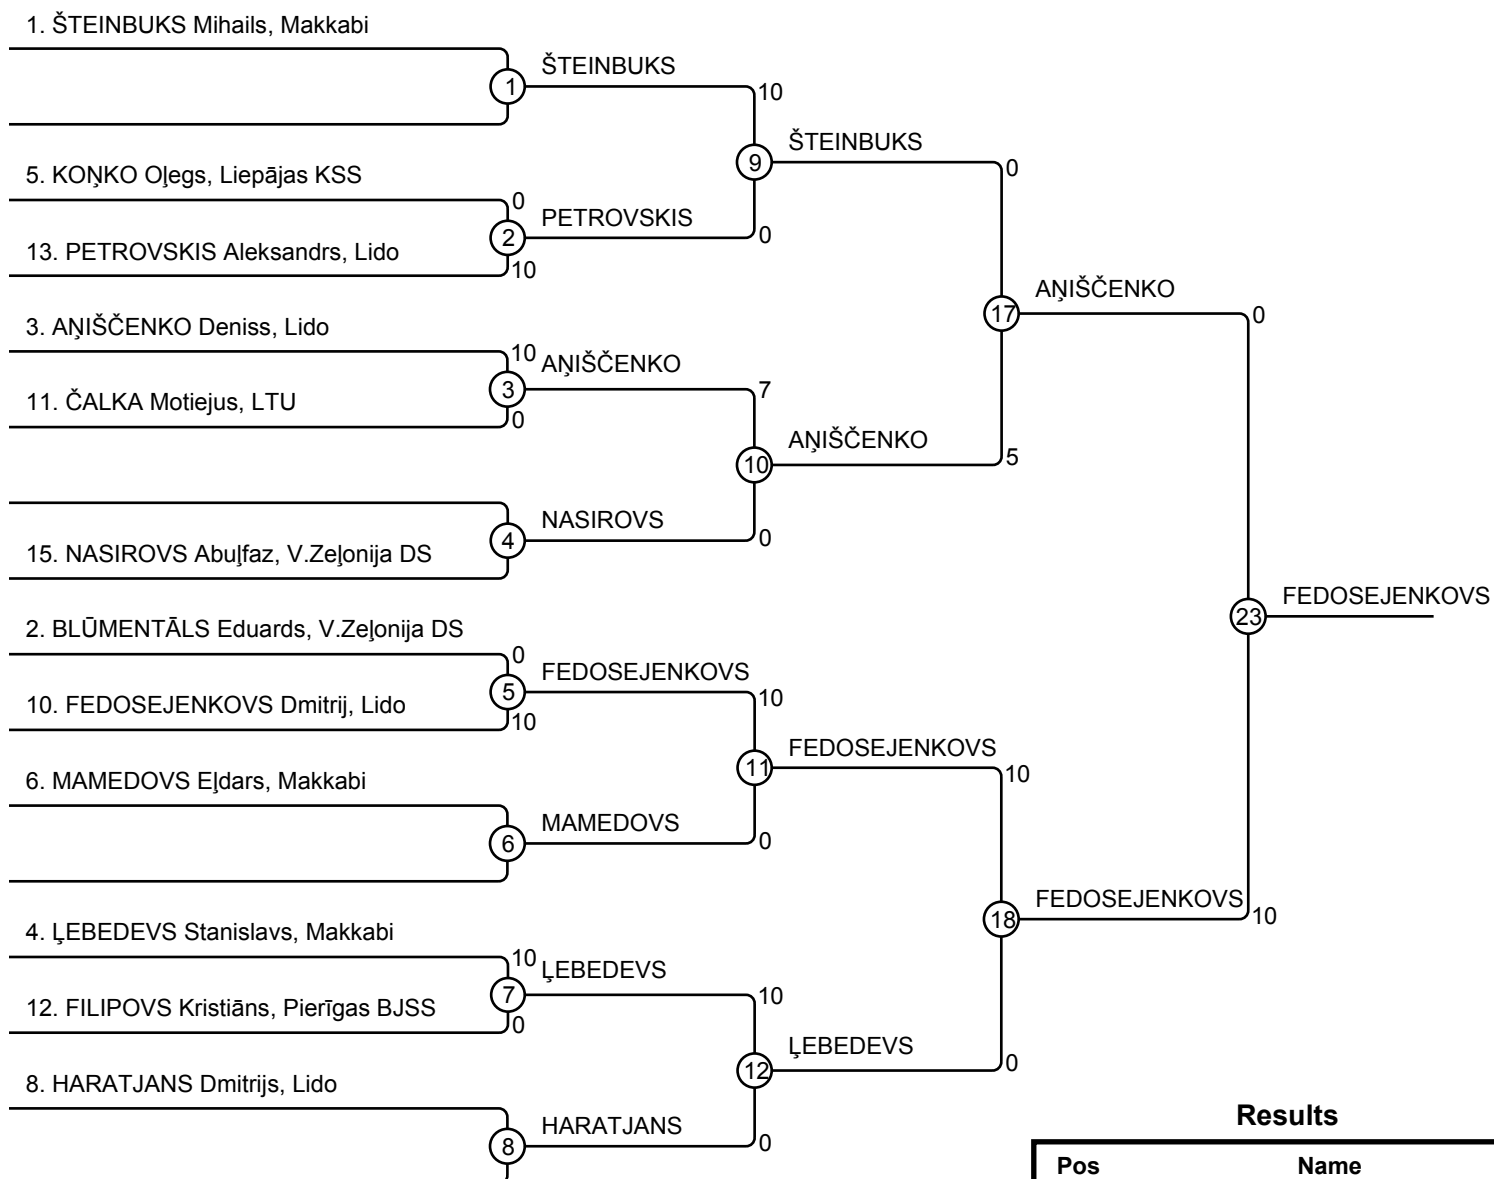 1. ŠTEINBUKS Mihails, Makkabi
1
ŠTEINBUKS
10
9
ŠTEINBUKS
0
5. KOŅKO Oļegs, Liepājas KSS
0
2
PETROVSKIS
0
13. PETROVSKIS Aleksandrs, Lido
10
17
AŅIŠČENKO
0
3. AŅIŠČENKO Deniss, Lido
10
3
AŅIŠČENKO
7
11. ČALKA Motiejus, LTU
0
10
AŅIŠČENKO
5
4
NASIROVS
0
15. NASIROVS Abuļfaz, V.Zeļonija DS
23
FEDOSEJENKOVS
2. BLŪMENTĀLS Eduards, V.Zeļonija DS
0
5
FEDOSEJENKOVS
10
10. FEDOSEJENKOVS Dmitrij, Lido
10
11
FEDOSEJENKOVS
10
6. MAMEDOVS Eļdars, Makkabi
6
MAMEDOVS
0
18
FEDOSEJENKOVS
10
4. ĻEBEDEVS Stanislavs, Makkabi
10
7
ĻEBEDEVS
10
12. FILIPOVS Kristiāns, Pierīgas BJSS
0
12
ĻEBEDEVS
0
8. HARATJANS Dmitrijs, Lido
8
HARATJANS
0
Results
Pos Name